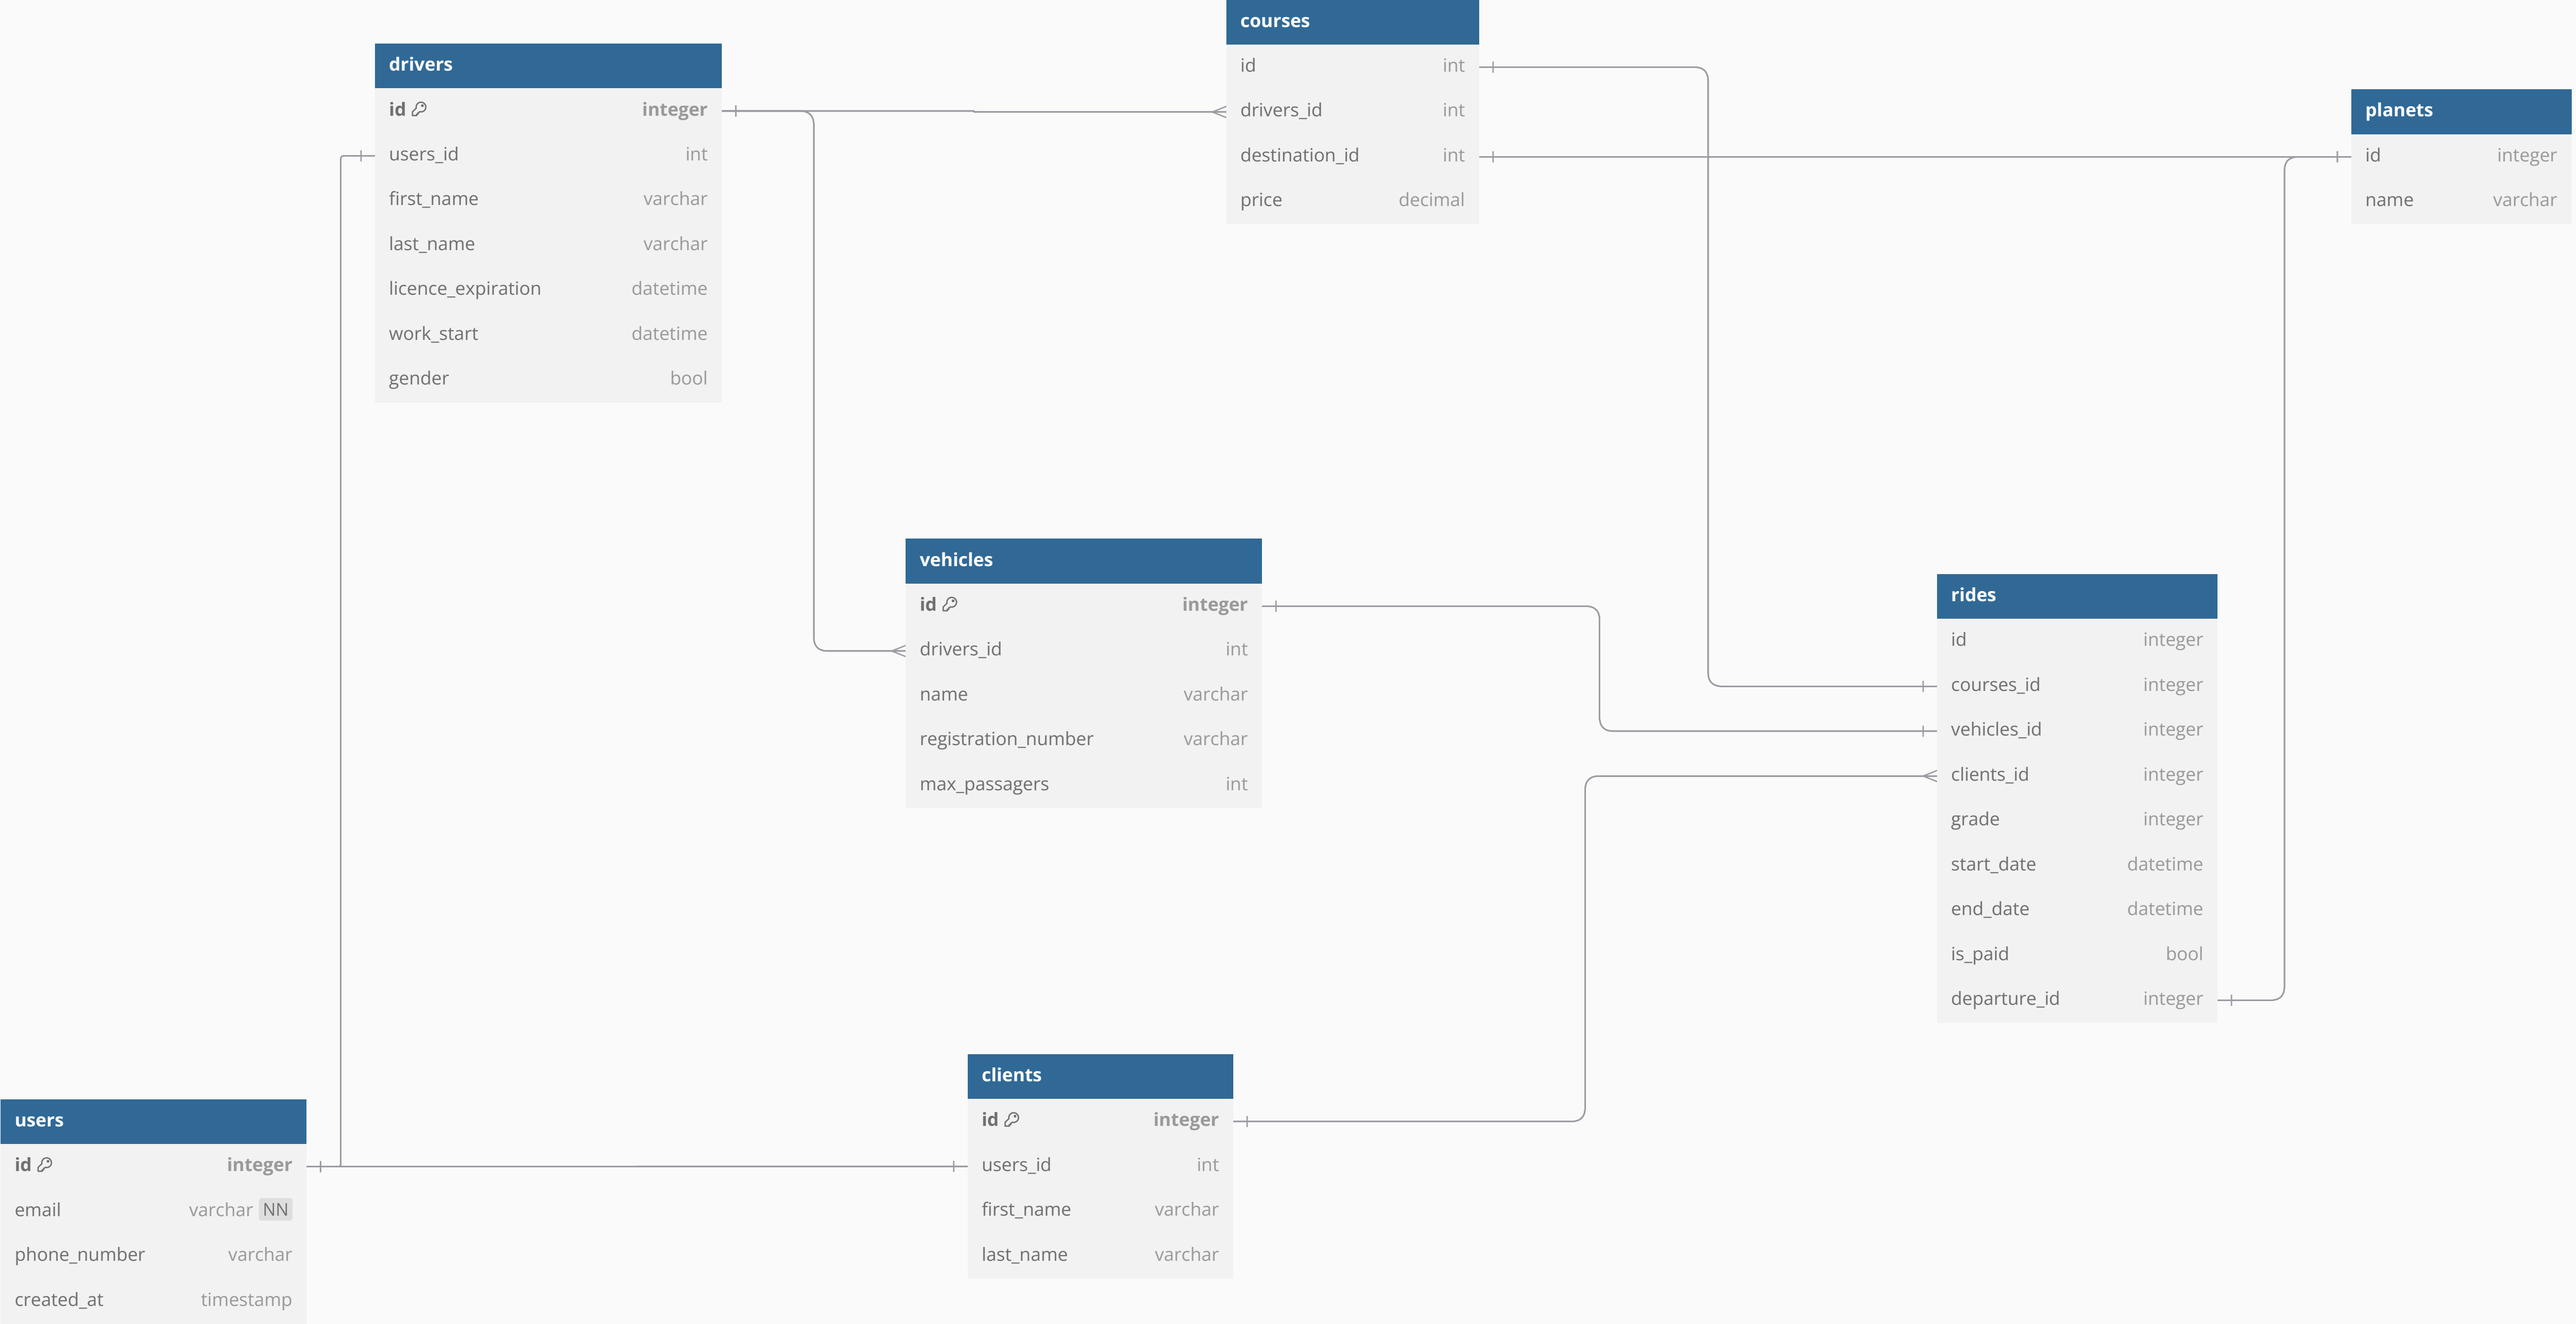 courses
id int
drivers_id int
destination_id int
price decimal
drivers
id integer
users_id int
first_name varchar
last_name varchar
licence_expiration datetime
work_start datetime
gender bool
planets
id integer
name varchar
vehicles
id integer
drivers_id int
name varchar
registration_number varchar
max_passagers int
rides
id integer
courses_id integer
vehicles_id integer
clients_id integer
grade integer
start_date datetime
end_date datetime
is_paid bool
departure_id integer
clients
id integer
users_id int
first_name varchar
last_name varchar
users
id integer
email varchar NN
phone_number varchar
created_at timestamp